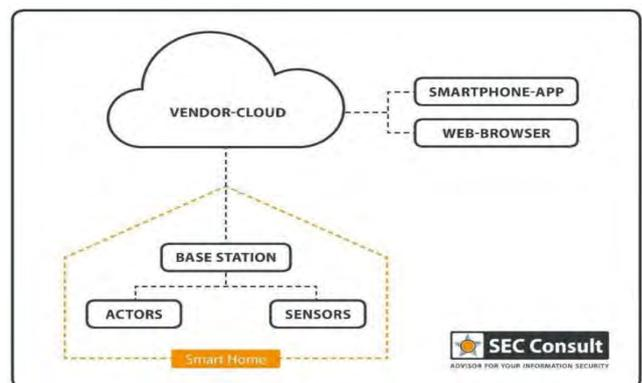 VENDOR-CLOUD
SMARTPHONE-APP
WEB-BROWSER
BASE STATION
ACTORS
SENSORS
Smart Home
SEC Consult
ADVISOR FOR YOUR INFORMATION SECURITY